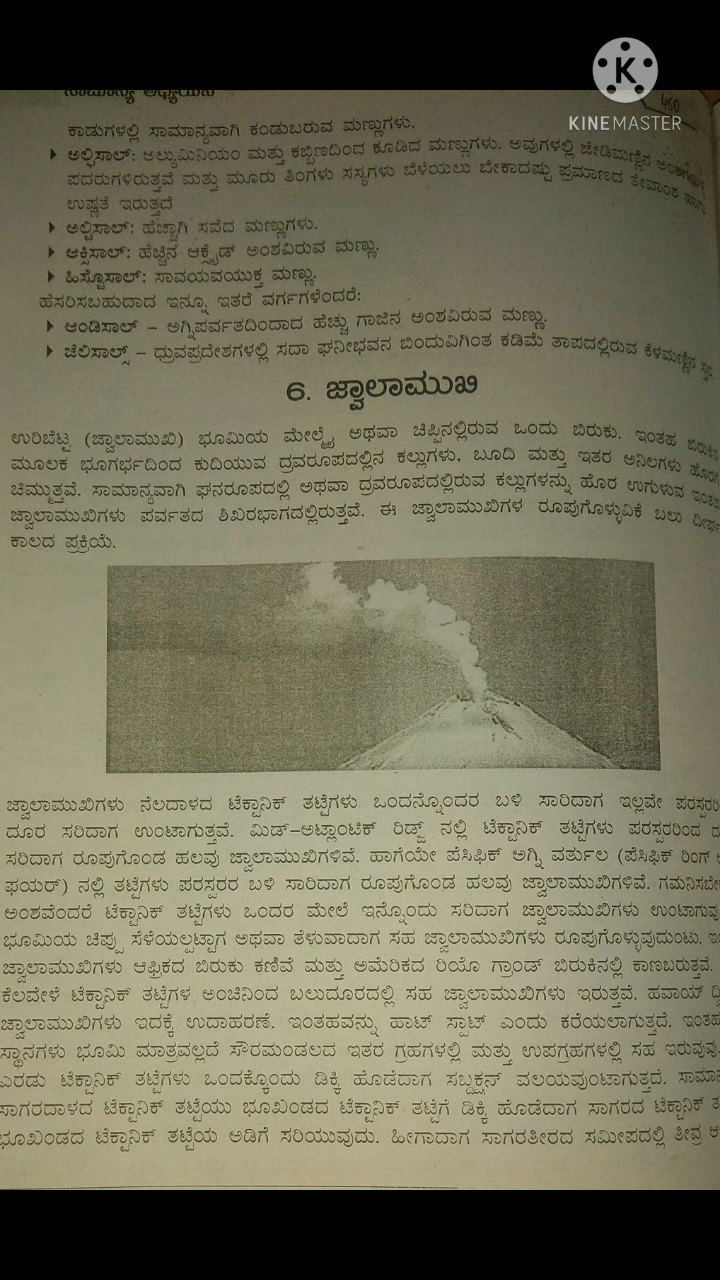 ಸಾಮಾನ್ಯ ಅಧ್ಯಯನ
460
K
KINEMASTER
ಕಾಡುಗಳಲ್ಲಿ ಸಾಮಾನ್ಯವಾಗಿ ಕಂಡುಬರುವ ಮಣ್ಣುಗಳು.
ಅಲ್ಫಿಸಾಲ್: ಅಲ್ಯುಮಿನಿಯಂ ಮತ್ತು ಕಬ್ಬಿಣದಿಂದ ಕೂಡಿದ ಮಣ್ಣುಗಳು. ಅವುಗಳಲ್ಲಿ ಜೇಡಿಮಣ್ಣಿನ
ಪದರುಗಳಿರುತ್ತವೆ ಮತ್ತು ಮೂರು ತಿಂಗಳು ಸಸ್ಯಗಳು ಬೆಳೆಯಲು ಬೇಕಾದಷ್ಟು ಪ್ರಮಾಣದ ತೇವಾಂಶ ಹಾಗು
ಉಷ್ಣತೆ ಇರುತ್ತದೆ
ಅಲ್ಟಿಸಾಲ್: ಹೆಚ್ಚಾಗಿ ಸವೆದ ಮಣ್ಣುಗಳು.
ಆಕ್ಸಿಸಾಲ್: ಹೆಚ್ಚಿನ ಆಕ್ಸೈಡ್ ಅಂಶವಿರುವ ಮಣ್ಣು.
ಹಿಸ್ಟೊಸಾಲ್: ಸಾವಯವಯುಕ್ತ ಮಣ್ಣು.
ಹೆಸರಿಸಬಹುದಾದ ಇನ್ನೂ ಇತರೆ ವರ್ಗಗಳೆಂದರೆ:
ಆಂಡಿಸಾಲ್ – ಅಗ್ನಿಪರ್ವತದಿಂದಾದ ಹೆಚ್ಚು ಗಾಜಿನ ಅಂಶವಿರುವ ಮಣ್ಣು.
ಜೆಲಿಸಾಲ್ಸ್ – ಧ್ರುವಪ್ರದೇಶಗಳಲ್ಲಿ ಸದಾ ಘನೀಭವನ ಬಿಂದುವಿಗಿಂತ ಕಡಿಮೆ ತಾಪದಲ್ಲಿರುವ ಕೆಳಮಣ್ಣಿನ
6. ಜ್ವಾಲಾಮುಖಿ
ಉರಿಬೆಟ್ಟ (ಜ್ವಾಲಾಮುಖಿ) ಭೂಮಿಯ ಮೇಲ್ಮೈ ಅಥವಾ ಚಿಪ್ಪಿನಲ್ಲಿರುವ ಒಂದು ಬಿರುಕು. ಇಂತಹ
ಮೂಲಕ ಭೂಗರ್ಭದಿಂದ ಕುದಿಯುವ ದ್ರವರೂಪದಲ್ಲಿನ ಕಲ್ಲುಗಳು, ಬೂದಿ ಮತ್ತು ಇತರ ಅನಿಲಗಳು
ಚಿಮ್ಮುತ್ತವೆ. ಸಾಮಾನ್ಯವಾಗಿ ಘನರೂಪದಲ್ಲಿ ಅಥವಾ ದ್ರವರೂಪದಲ್ಲಿರುವ ಕಲ್ಲುಗಳನ್ನು ಹೊರ ಉಗುಳುವ
ಜ್ವಾಲಾಮುಖಿಗಳು ಪರ್ವತದ ಶಿಖರಭಾಗದಲ್ಲಿರುತ್ತವೆ. ಈ ಜ್ವಾಲಾಮುಖಿಗಳ ರೂಪುಗೊಳ್ಳುವಿಕೆ ಬಲು
ಕಾಲದ ಪ್ರಕ್ರಿಯೆ.
ಜ್ವಾಲಾಮುಖಿಗಳು ನೆಲದಾಳದ ಟೆಕ್ಟಾನಿಕ್ ತಟ್ಟೆಗಳು ಒಂದನ್ನೊಂದರ ಬಳಿ ಸಾರಿದಾಗ ಇಲ್ಲವೇ
ದೂರ ಸರಿದಾಗ ಉಂಟಾಗುತ್ತವೆ. ಮಿಡ್–ಅಟ್ಲಾಂಟಿಕ್ ರಿಡ್ಜ್ ನಲ್ಲಿ ಟೆಕ್ಟಾನಿಕ್ ತಟ್ಟೆಗಳು ಪರಸ್ಪರರಿಂದ
ಸರಿದಾಗ ರೂಪುಗೊಂಡ ಹಲವು ಜ್ವಾಲಾಮುಖಿಗಳಿವೆ. ಹಾಗೆಯೇ ಪೆಸಿಫಿಕ್ ಅಗ್ನಿ ವರ್ತುಲ (ಪೆಸಿಫಿಕ್ ರಿಂಗ್
ಫಯರ್) ನಲ್ಲಿ ತಟ್ಟೆಗಳು ಪರಸ್ಪರರ ಬಳಿ ಸಾರಿದಾಗ ರೂಪುಗೊಂಡ ಹಲವು ಜ್ವಾಲಾಮುಖಿಗಳಿವೆ.
ಅಂಶವೆಂದರೆ ಟೆಕ್ಟಾನಿಕ್ ತಟ್ಟೆಗಳು ಒಂದರ ಮೇಲೆ ಇನ್ನೊಂದು ಸರಿದಾಗ ಜ್ವಾಲಾಮುಖಿಗಳು
ಭೂಮಿಯ ಚಿಪ್ಪು ಸೆಳೆಯಲ್ಪಟ್ಟಾಗ ಅಥವಾ ತೆಳುವಾದಾಗ ಸಹ ಜ್ವಾಲಾಮುಖಿಗಳು ರೂಪುಗೊಳ್ಳುವುದುಂಟು.
ಜ್ವಾಲಾಮುಖಿಗಳು ಆಫ್ರಿಕದ ಬಿರುಕು ಕಣಿವೆ ಮತ್ತು ಅಮೆರಿಕದ ರಿಯೊ ಗ್ರಾಂಡ್ ಬಿರುಕಿನಲ್ಲಿ ಕಾಣಬರುತ್ತವೆ.
ಕೆಲವೇಳೆ ಟೆಕ್ಟಾನಿಕ್ ತಟ್ಟೆಗಳ ಅಂಚಿನಿಂದ ಬಲುದೂರದಲ್ಲಿ ಸಹ ಜ್ವಾಲಾಮುಖಿಗಳು ಇರುತ್ತವೆ. ಹವಾಯ್
ಜ್ವಾಲಾಮುಖಿಗಳು ಇದಕ್ಕೆ ಉದಾಹರಣೆ. ಇಂತಹವನ್ನು ಹಾಟ್ ಸ್ಪಾಟ್ ಎಂದು ಕರೆಯಲಾಗುತ್ತದೆ.
ಸ್ಥಾನಗಳು ಭೂಮಿ ಮಾತ್ರವಲ್ಲದೆ ಸೌರಮಂಡಲದ ಇತರ ಗ್ರಹಗಳಲ್ಲಿ ಮತ್ತು ಉಪಗ್ರಹಗಳಲ್ಲಿ ಸಹ ಇರುವುವು.
ಎರಡು ಟೆಕ್ಟಾನಿಕ್ ತಟ್ಟೆಗಳು ಒಂದಕ್ಕೊಂದು ಡಿಕ್ಕಿ ಹೊಡೆದಾಗ ಸಬ್ಡಕ್ಷನ್ ವಲಯವುಂಟಾಗುತ್ತದೆ.
ಸಾಗರದಾಳದ ಟೆಕ್ಟಾನಿಕ್ ತಟ್ಟೆಯು ಭೂಖಂಡದ ಟೆಕ್ಟಾನಿಕ್ ತಟ್ಟೆಗೆ ಡಿಕ್ಕಿ ಹೊಡೆದಾಗ ಸಾಗರದ ಟೆಕ್ಟಾನಿಕ್
ಭೂಖಂಡದ ಟೆಕ್ಟಾನಿಕ್ ತಟ್ಟೆಯ ಅಡಿಗೆ ಸರಿಯುವುದು. ಹೀಗಾದಾಗ ಸಾಗರತೀರದ ಸಮೀಪದಲ್ಲಿ ತೀವ್ರ